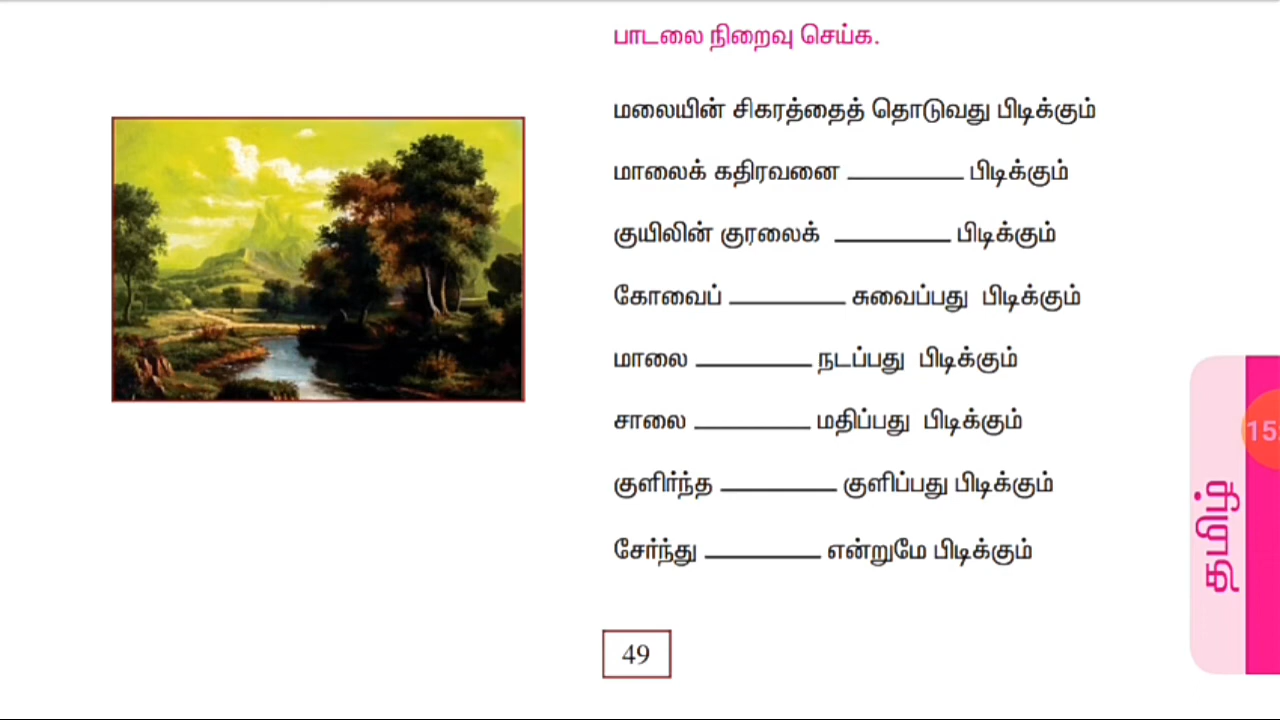 பாடலை நிறைவு செய்க.
மலையின் சிகரத்தைத் தொடுவது பிடிக்கும்
மாலைக் கதிரவனை ________ பிடிக்கும்
குயிலின் குரலைக் ________ பிடிக்கும்
கோவைப் ________ சுவைப்பது பிடிக்கும்
மாலை ________ நடப்பது பிடிக்கும்
சாலை ________ மதிப்பது பிடிக்கும்
குளிர்ந்த ________ குளிப்பது பிடிக்கும்
சேர்ந்து ________ என்றுமே பிடிக்கும்
49
தமிழ்
15